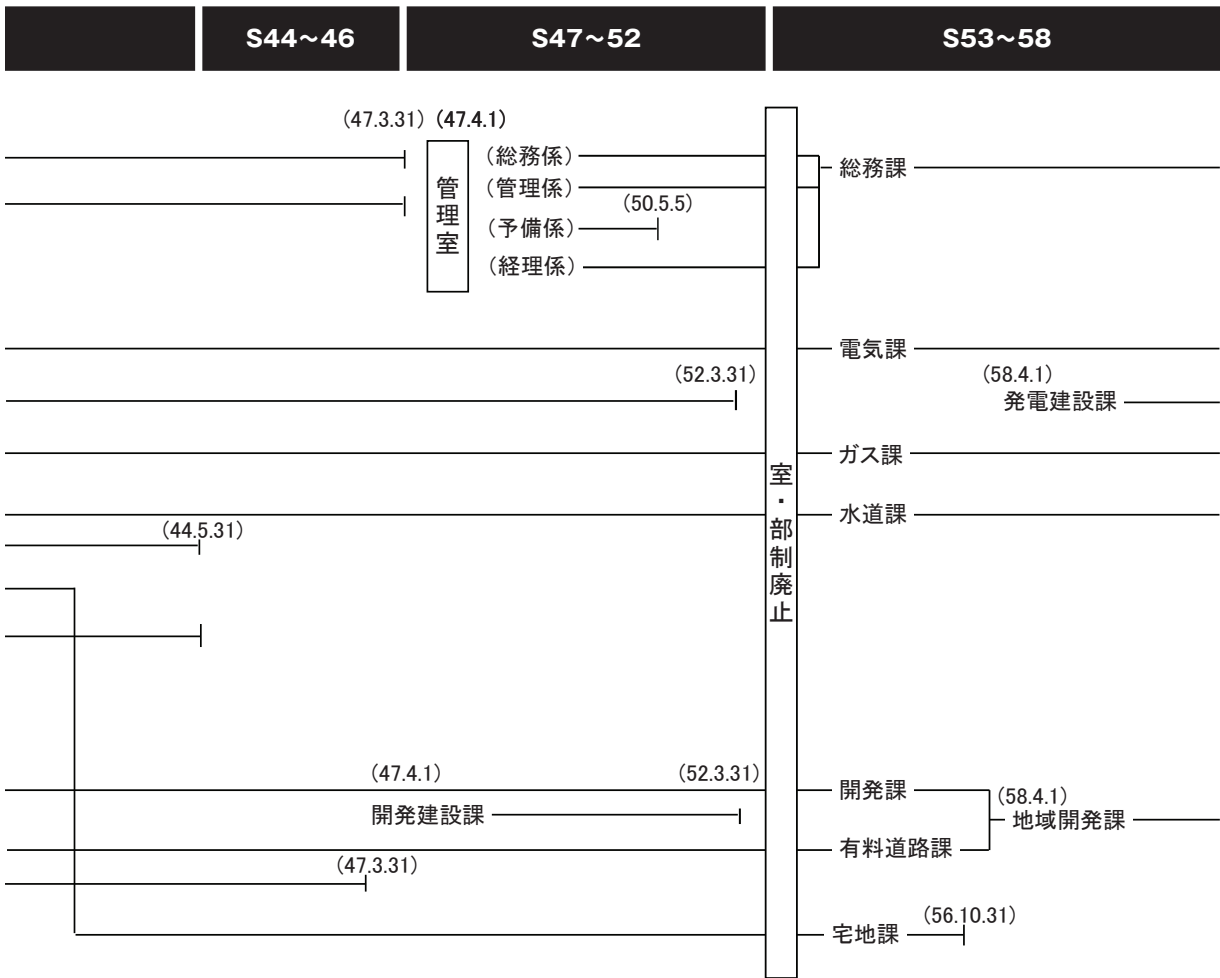 S44～46
S47～52
S53～58
(47.3.31)
(47.4.1)
管理室
(総務係)
(管理係)
(50.5.5)
(予備係)
(経理係)
総務課
電気課
(52.3.31)
(58.4.1)
発電建設課
ガス課
室・部制廃止
水道課
(44.5.31)
(47.4.1)
(52.3.31)
開発課
(58.4.1)
開発建設課
地域開発課
有料道路課
(47.3.31)
(56.10.31)
宅地課